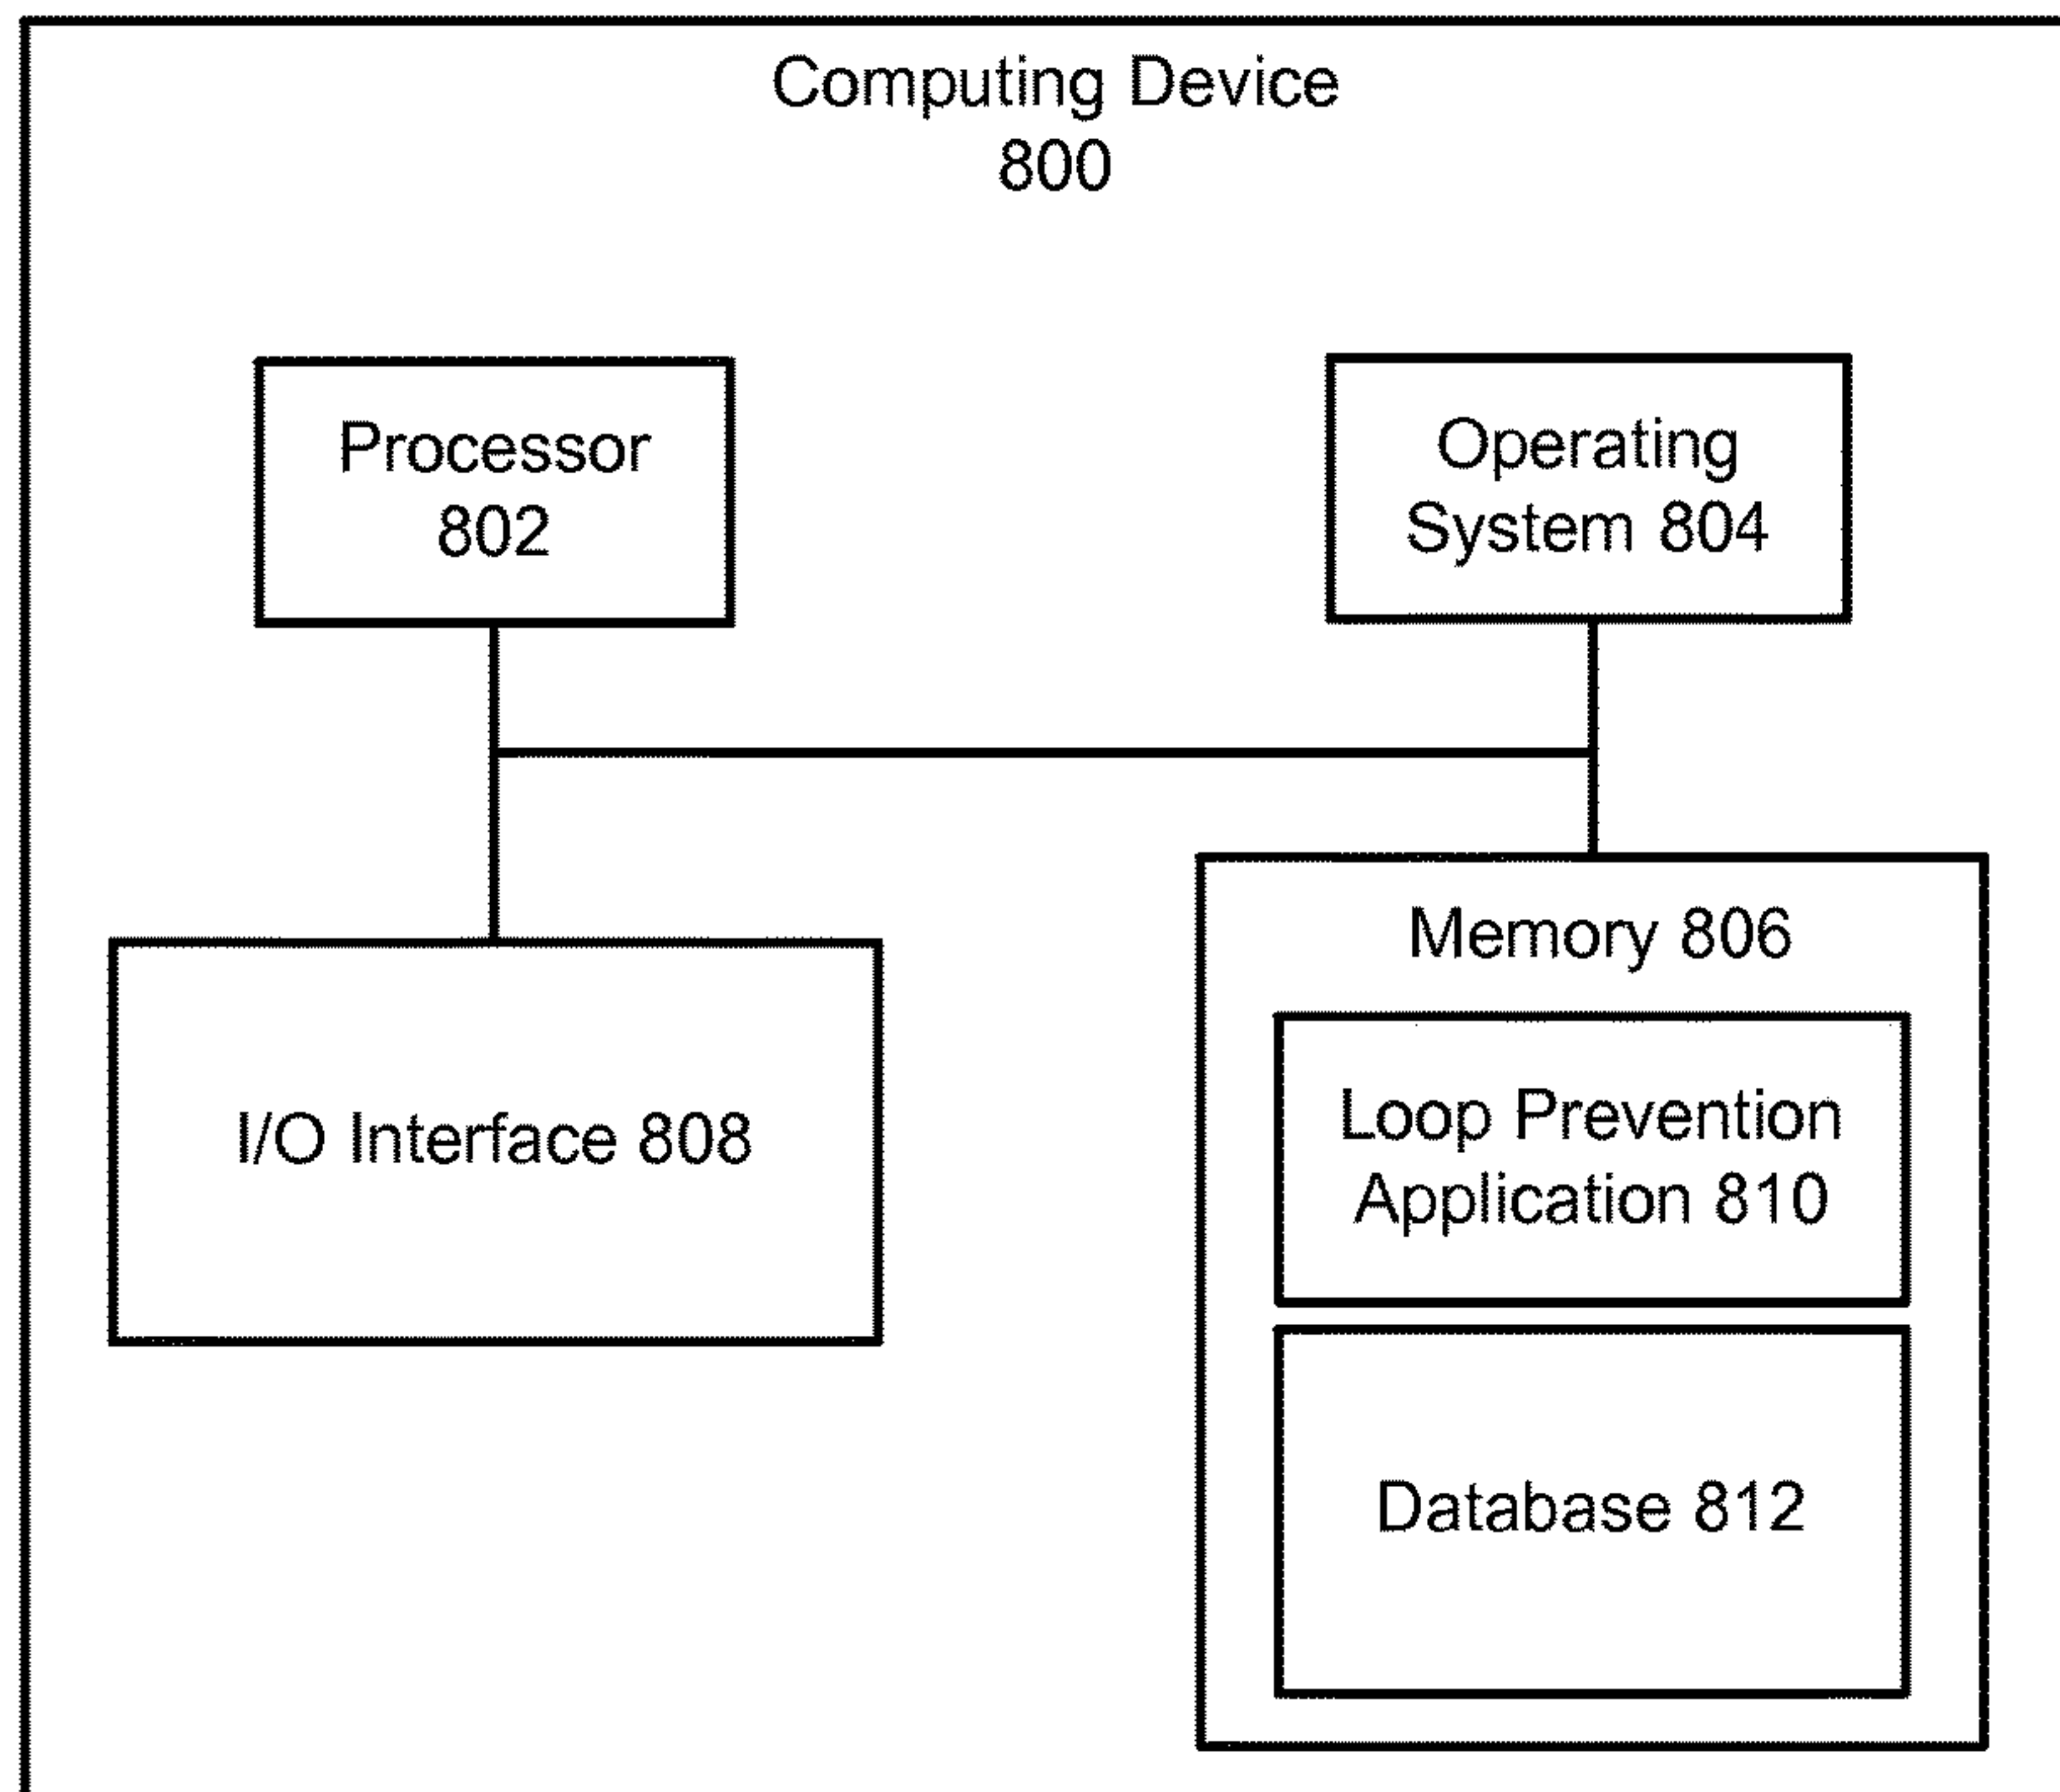 Computing Device
800
Processor
802
Operating
System 804
I/O Interface 808
Memory 806
Loop Prevention
Application 810
Database 812